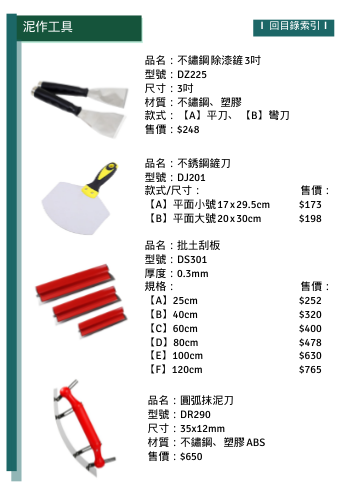 泥作工具
回目錄索引
品名：不鏽鋼除漆鏟3吋
型號：DZ225
尺寸：3吋
材質：不鏽鋼、塑膠
款式：【A】平刀、【B】彎刀
售價：$248
品名：不銹鋼鏟刀
型號：DJ201
款式/尺寸： 售價：
【A】平面小號17x29.5cm $173
【B】平面大號20x30cm $198
品名：批土刮板
型號：DS301
厚度：0.3mm
規格： 售價：
【A】25cm $252
【B】40cm $320
【C】60cm $400
【D】80cm $478
【E】100cm $630
【F】120cm $765
品名：圓弧抹泥刀
型號：DR290
尺寸：35x12mm
材質：不鏽鋼、塑膠ABS
售價：$650